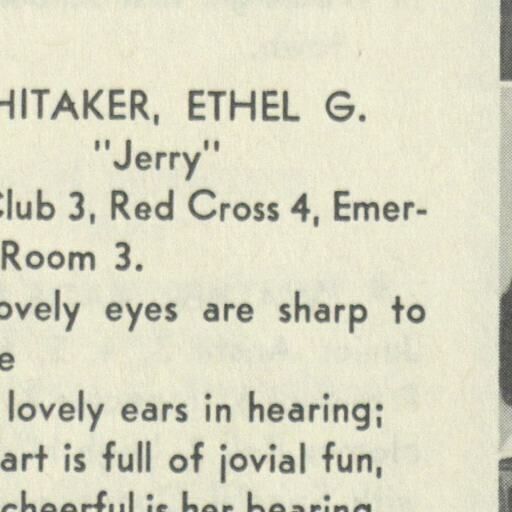 HITAKER, ETHEL G.
"Jerry"
Club 3, Red Cross 4, Emer-
Room 3.
ovely eyes are sharp to
e
lovely ears in hearing;
art is full of jovial fun,
cheerful is her bearing